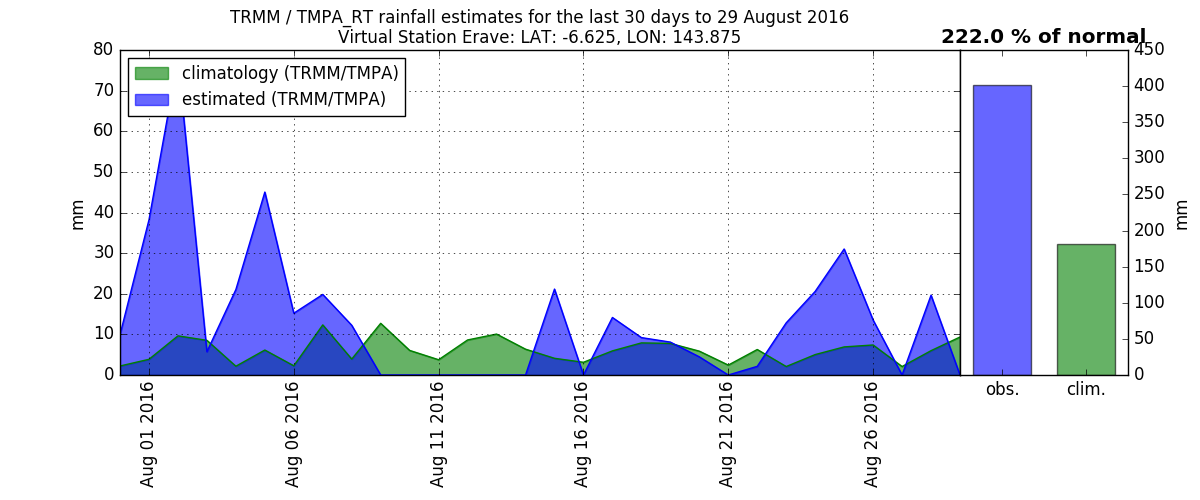 TRMM / TMPA_RT rainfall estimates for the last 30 days to 29 August 2016
Virtual Station Erave: LAT: -6.625, LON: 143.875
222.0 % of normal
climatology (TRMM/TMPA)
estimated (TRMM/TMPA)
mm
80
70
60
50
40
30
20
10
0
Aug 01 2016
Aug 06 2016
Aug 11 2016
Aug 16 2016
Aug 21 2016
Aug 26 2016
obs.
clim.
450
400
350
300
250
200
150
100
50
0
mm